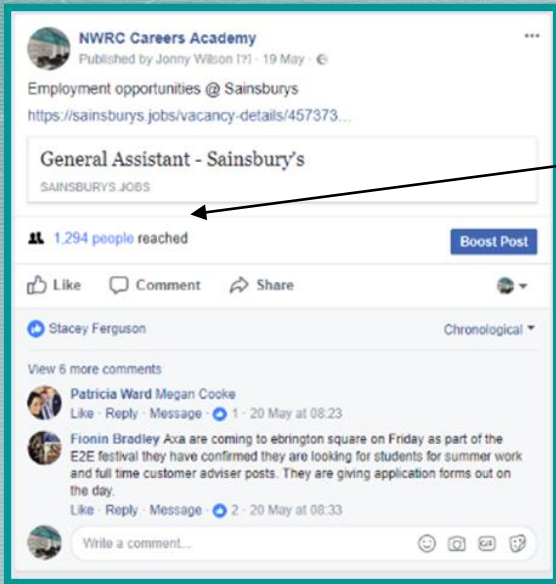 NWRC Careers Academy
Published by Jonny Wilson [?] · 19 May ·
Employment opportunities @ Sainsburys
https://sainsburys.jobs/vacancy-details/457373...
General Assistant - Sainsbury's
SAINSBURYS.JOBS
1,294 people reached
Boost Post
Like Comment Share
Stacey Ferguson Chronological
View 6 more comments
Patricia Ward Megan Cooke
Like · Reply · Message · 1 · 20 May at 08:23
Fionin Bradley Axa are coming to ebrington square on Friday as part of the
E2E festival they have confirmed they are looking for students for summer work
and full time customer adviser posts. They are giving application forms out on
the day.
Like · Reply · Message · 2 · 20 May at 08:33
Write a comment...
GIF